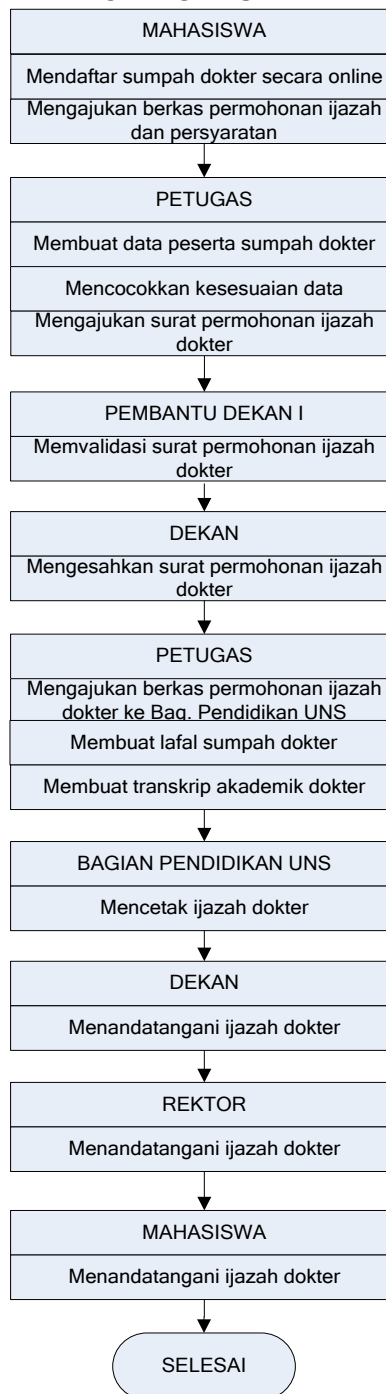 MAHASISWA
Mendaftar sumpah dokter secara online
Mengajukan berkas permohonan ijazah
dan persyaratan
PETUGAS
Membuat data peserta sumpah dokter
Mencocokkan kesesuaian data
Mengajukan surat permohonan ijazah
dokter
PEMBANTU DEKAN I
Memvalidasi surat permohonan ijazah
dokter
DEKAN
Mengesahkan surat permohonan ijazah
dokter
PETUGAS
Mengajukan berkas permohonan ijazah
dokter ke Bag. Pendidikan UNS
Membuat lafal sumpah dokter
Membuat transkrip akademik dokter
BAGIAN PENDIDIKAN UNS
Mencetak ijazah dokter
DEKAN
Menandatangani ijazah dokter
REKTOR
Menandatangani ijazah dokter
MAHASISWA
Menandatangani ijazah dokter
SELESAI